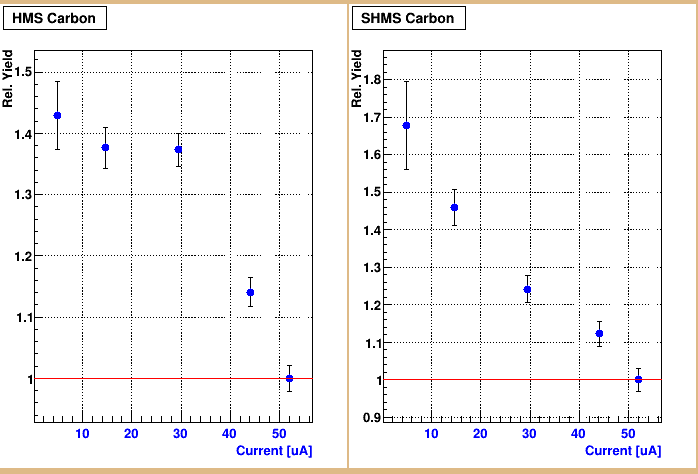 HMS Carbon
Rel. Yield
1.5
1.4
1.3
1.2
1.1
1
10 20 30 40 50
Current [uA]
SHMS Carbon
Rel. Yield
1.8
1.7
1.6
1.5
1.4
1.3
1.2
1.1
1
0.9
10 20 30 40 50
Current [uA]